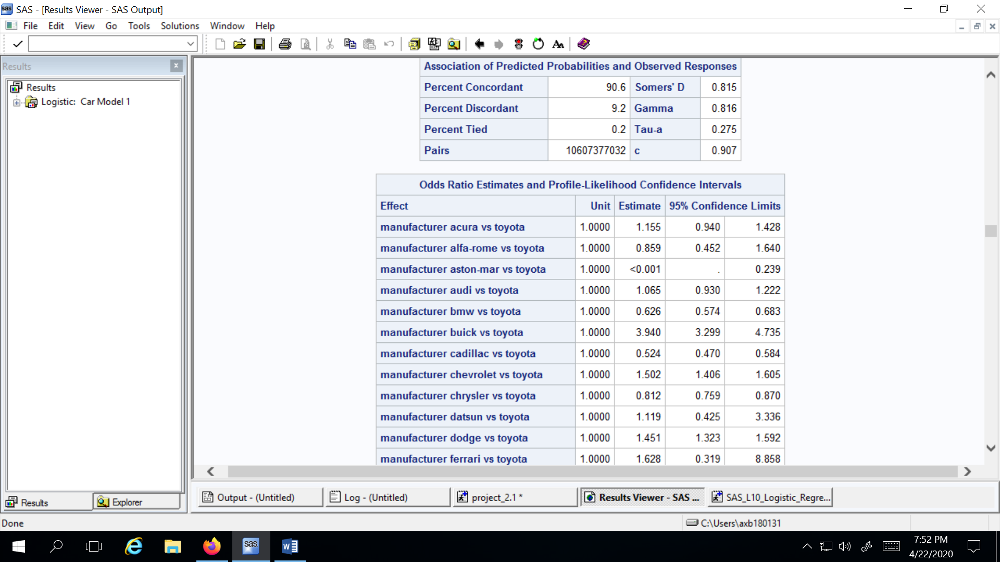 SAS - [Results Viewer - SAS Output]
File Edit View Go Tools Solutions Window Help
Results
Results
Logistic: Car Model 1
Association of Predicted Probabilities and Observed Responses
Percent Concordant 90.6 Somers' D 0.815
Percent Discordant 9.2 Gamma 0.816
Percent Tied 0.2 Tau-a 0.275
Pairs 10607377032 c 0.907
Odds Ratio Estimates and Profile-Likelihood Confidence Intervals
Effect Unit Estimate 95% Confidence Limits
manufacturer acura vs toyota 1.0000 1.155 0.940 1.428
manufacturer alfa-rome vs toyota 1.0000 0.859 0.452 1.640
manufacturer aston-mar vs toyota 1.0000 <0.001 . 0.239
manufacturer audi vs toyota 1.0000 1.065 0.930 1.222
manufacturer bmw vs toyota 1.0000 0.626 0.574 0.683
manufacturer buick vs toyota 1.0000 3.940 3.299 4.735
manufacturer cadillac vs toyota 1.0000 0.524 0.470 0.584
manufacturer chevrolet vs toyota 1.0000 1.502 1.406 1.605
manufacturer chrysler vs toyota 1.0000 0.812 0.759 0.870
manufacturer datsun vs toyota 1.0000 1.119 0.425 3.336
manufacturer dodge vs toyota 1.0000 1.451 1.323 1.592
manufacturer ferrari vs toyota 1.0000 1.628 0.319 8.858
Results Explorer
Output - (Untitled) Log - (Untitled) project_2.1 * Results Viewer - SAS ... SAS_L10_Logistic_Regre...
Done C:\Users\axb180131
sas
7:52 PM
4/22/2020